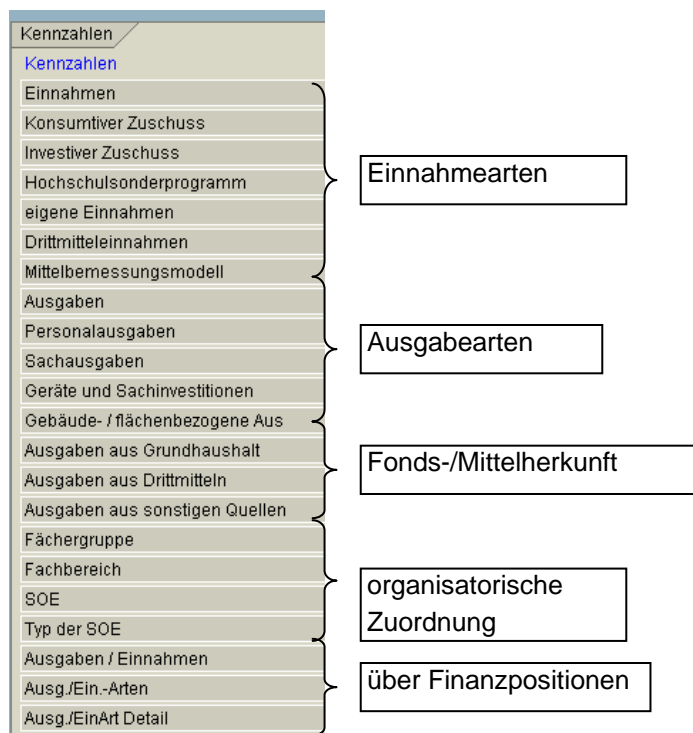 Kennzahlen
Kennzahlen
Einnahmen
Konsumtiver Zuschuss
Investiver Zuschuss
Hochschulsonderprogramm
eigene Einnahmen
Drittmitteleinnahmen
Mittelbemessungsmodell
Ausgaben
Personalausgaben
Sachausgaben
Geräte und Sachinvestitionen
Gebäude- / flächenbezogene Aus
Ausgaben aus Grundhaushalt
Ausgaben aus Drittmitteln
Ausgaben aus sonstigen Quellen
Fächergruppe
Fachbereich
SOE
Typ der SOE
Ausgaben / Einnahmen
Ausg./Ein.-Arten
Ausg./EinArt Detail
Einnahmearten
Ausgabearten
Fonds-/Mittelherkunft
organisatorische
Zuordnung
über Finanzpositionen